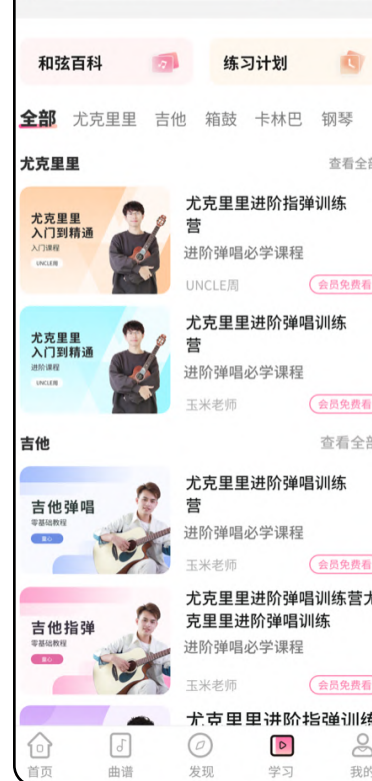 和弦百科
练习计划
全部 尤克里里 吉他 箱鼓 卡林巴 钢琴
尤克里里
查看全部
尤克里里
入门到精通
入门课程
UNCLE周
尤克里里进阶指弹训练
营
进阶弹唱必学课程
UNCLE周
会员免费看
尤克里里
入门到精通
进阶课程
UNCLE周
尤克里里进阶弹唱训练
营
进阶弹唱必学课程
玉米老师
会员免费看
吉他
查看全部
吉他弹唱
零基础教程
尤克里里进阶弹唱训练
营
进阶弹唱必学课程
玉米老师
会员免费看
吉他指弹
零基础教程
尤克里里进阶弹唱训练营尤
克里里进阶弹唱训练
进阶弹唱必学课程
玉米老师
会员免费看
尤克里里进阶指弹训练
首页
曲谱
发现
学习
我的